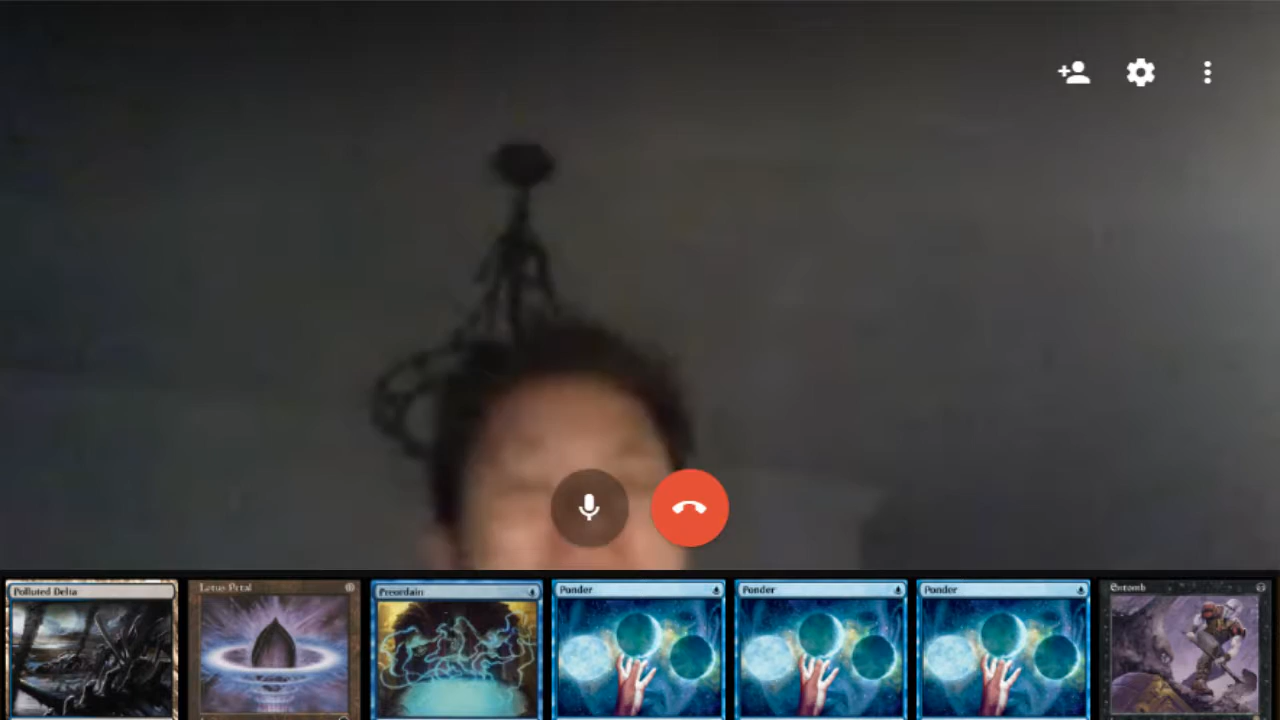 Polluted Delta
Lotus Petal
Preordain
Ponder
Ponder
Ponder
Entomb